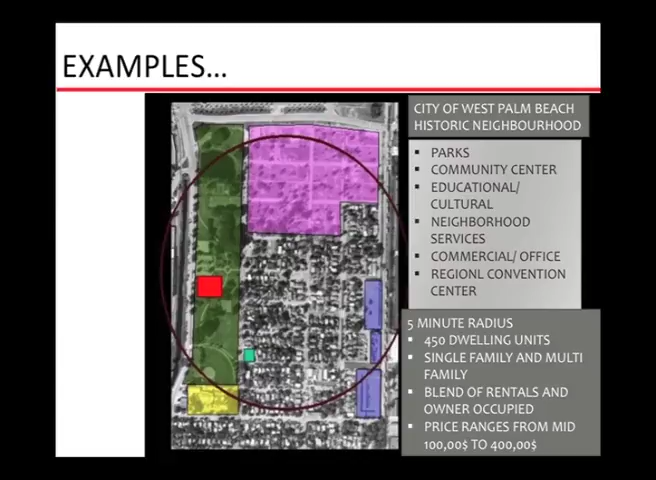 EXAMPLES...
CITY OF WEST PALM BEACH
HISTORIC NEIGHBOURHOOD
▪ PARKS
▪ COMMUNITY CENTER
▪ EDUCATIONAL/
CULTURAL
▪ NEIGHBORHOOD
SERVICES
▪ COMMERCIAL/ OFFICE
▪ REGIONL CONVENTION
CENTER
5 MINUTE RADIUS
▪ 450 DWELLING UNITS
▪ SINGLE FAMILY AND MULTI
FAMILY
▪ BLEND OF RENTALS AND
OWNER OCCUPIED
▪ PRICE RANGES FROM MID
100,00$ TO 400,00$